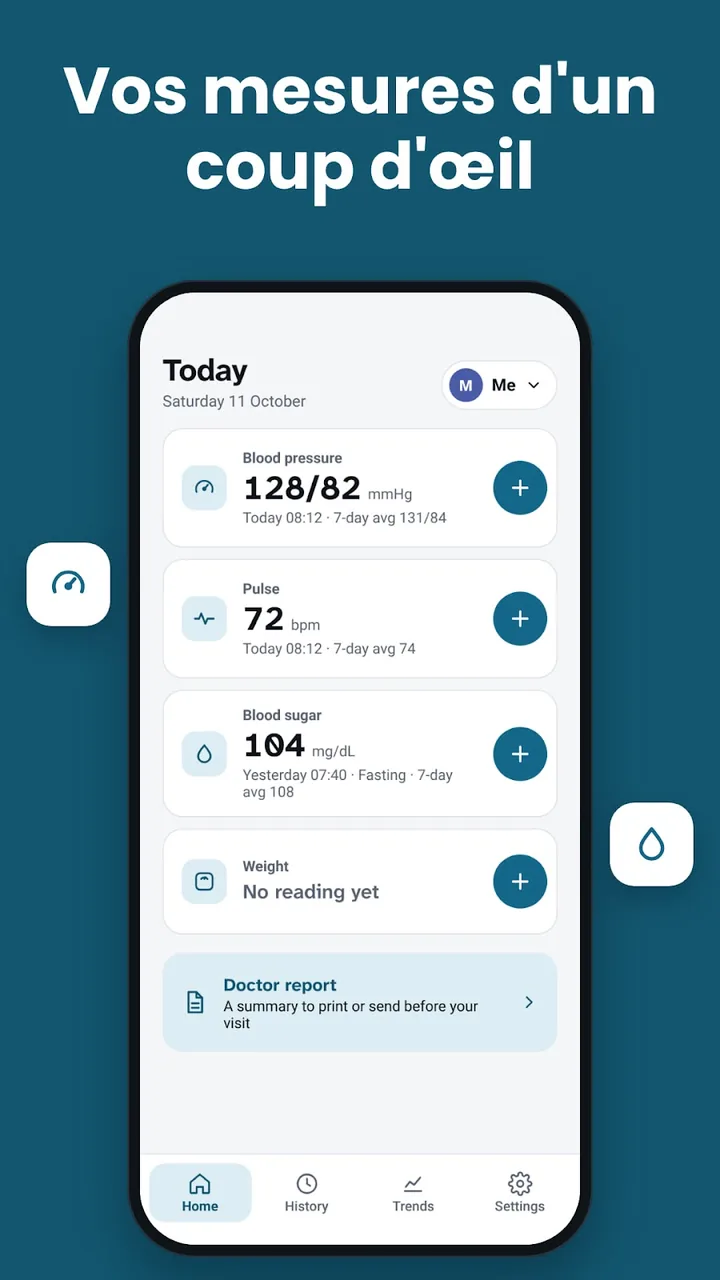 Vos mesures d'un
coup d'œil
Today
Saturday 11 October
M
Me
Blood pressure
128/82 mmHg
Today 08:12 · 7-day avg 131/84
Pulse
72 bpm
Today 08:12 · 7-day avg 74
Blood sugar
104 mg/dL
Yesterday 07:40 · Fasting · 7-day
avg 108
Weight
No reading yet
Doctor report
A summary to print or send before your
visit
Home
History
Trends
Settings